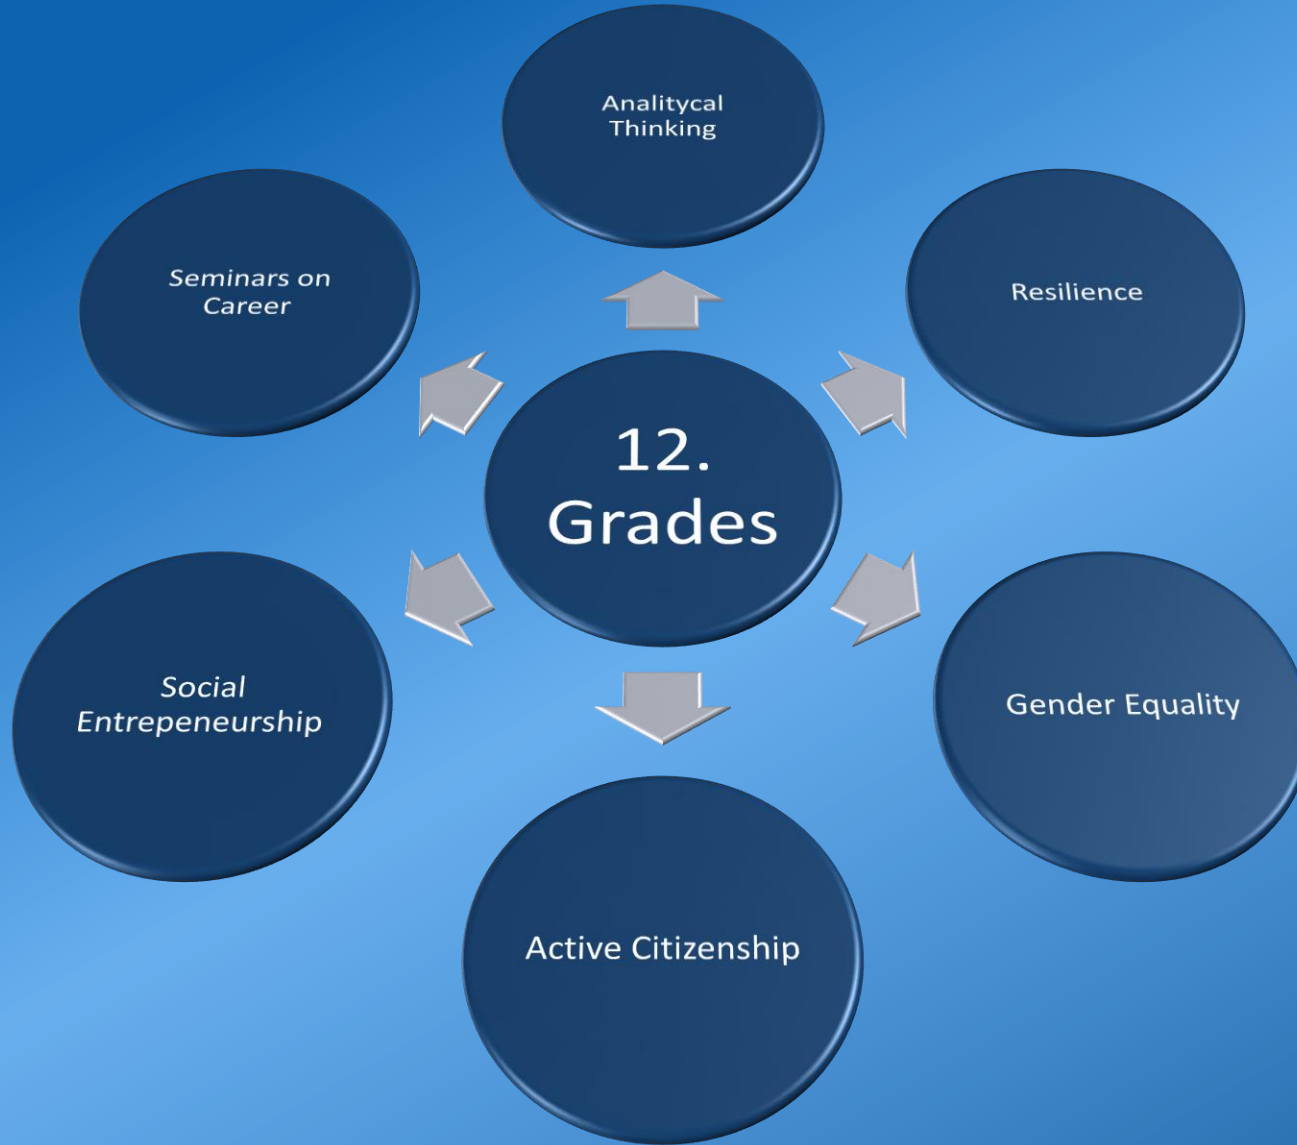 Analitycal
Thinking
Resilience
Gender Equality
Active Citizenship
Social
Entrepeneurship
Seminars on
Career
12.
Grades